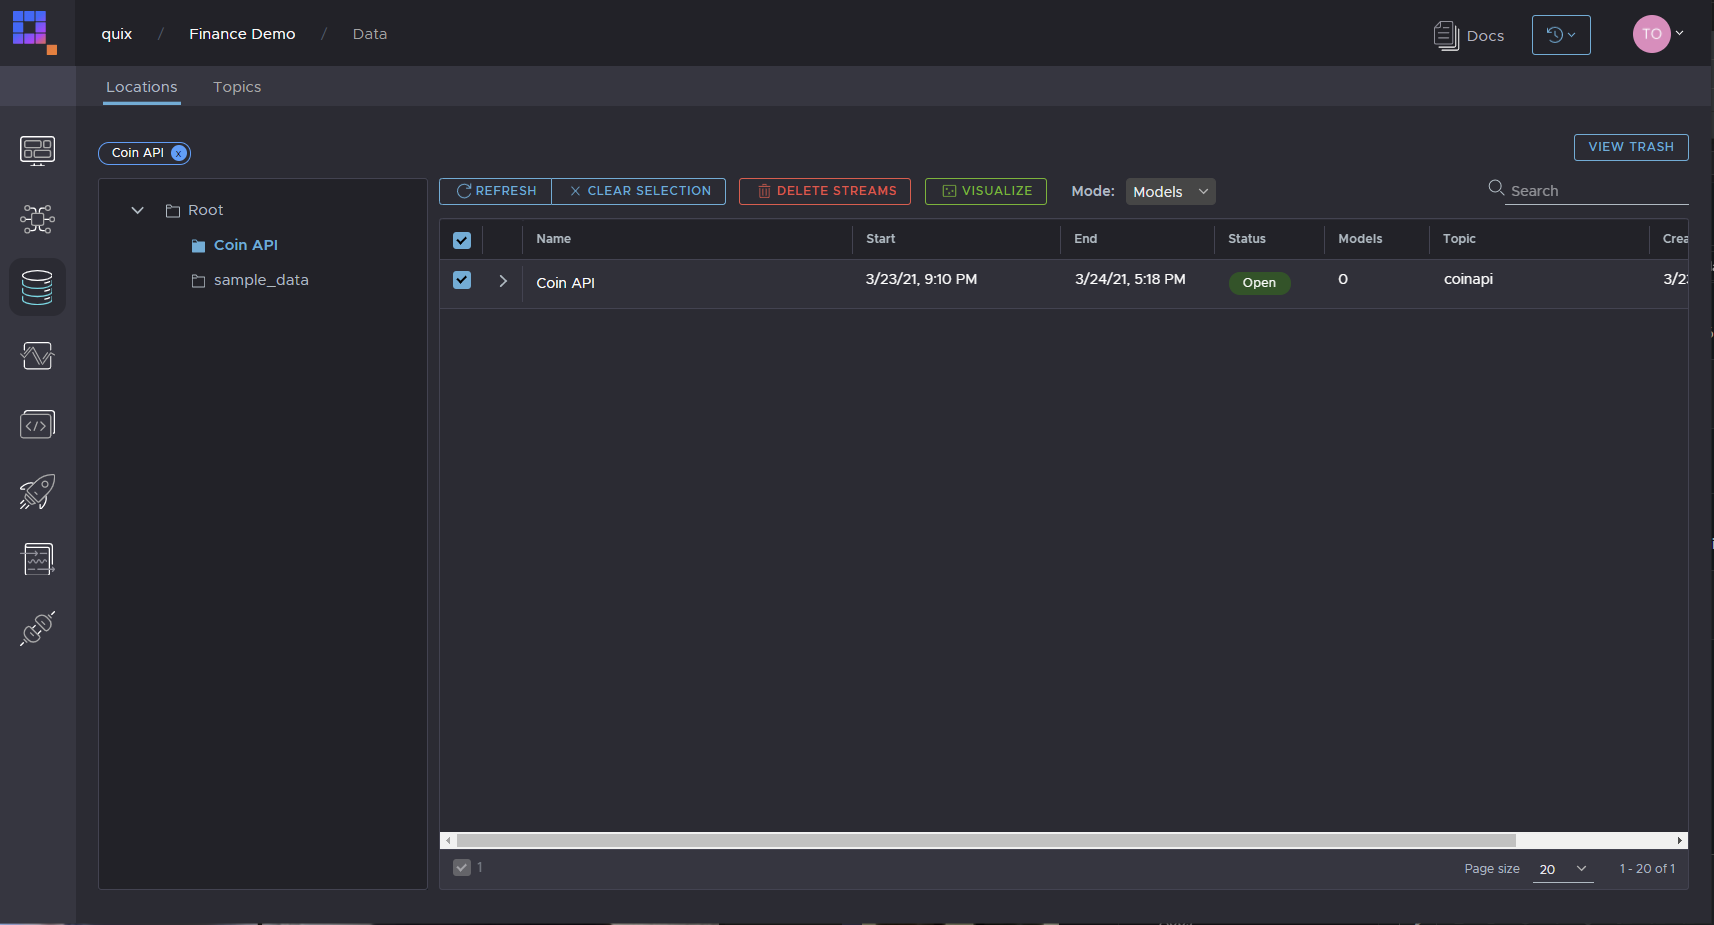 quix / Finance Demo / Data
Docs
TO
Locations Topics
Coin API x
VIEW TRASH
Root
Coin API
sample_data
REFRESH CLEAR SELECTION DELETE STREAMS VISUALIZE Mode: Models Search
Name Start End Status Models Topic Crea
Coin API 3/23/21, 9:10 PM 3/24/21, 5:18 PM Open 0 coinapi 3/2
1
Page size 20 1 - 20 of 1